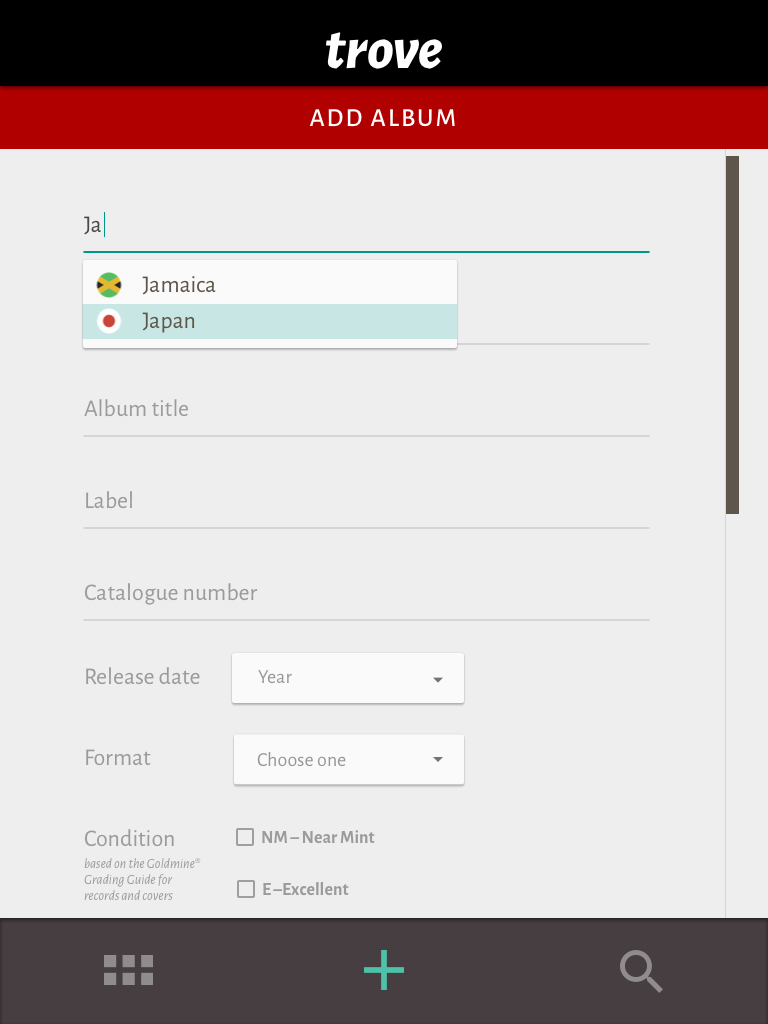 trove
ADD ALBUM
Ja
Jamaica
Japan
Album title
Label
Catalogue number
Release date
Year
Format
Choose one
Condition
based on the Goldmine®
Grading Guide for
records and covers
NM – Near Mint
E –Excellent